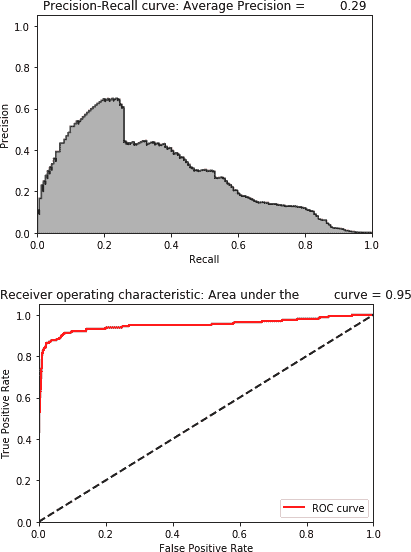 Precision-Recall curve: Average Precision = 0.29
1.0
0.8
0.6
0.4
0.2
0.0
Precision
0.0 0.2 0.4 0.6 0.8 1.0
Recall
Receiver operating characteristic: Area under the curve = 0.95
1.0
0.8
0.6
0.4
0.2
0.0
True Positive Rate
ROC curve
0.0 0.2 0.4 0.6 0.8 1.0
False Positive Rate